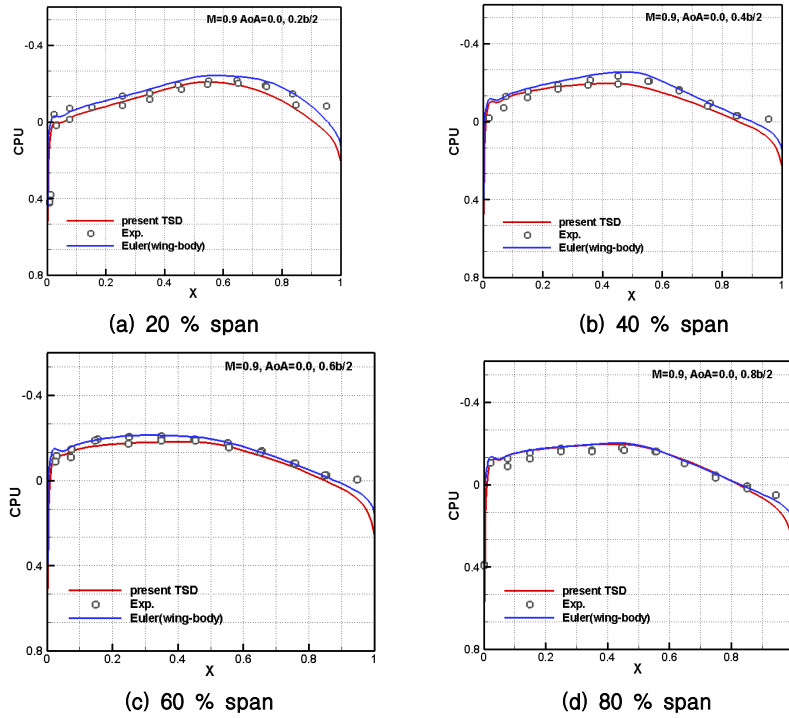 M=0.9 AoA=0.0, 0.2b/2
-0.4
0
0.4
0.8
CPU
present TSD
Exp.
Euler(wing-body)
0
0.2
0.4
0.6
0.8
1
X
(a) 20 % span
M=0.9, AoA=0.0, 0.4b/2
-0.4
0
0.4
0.8
CPU
present TSD
Exp.
Euler(wing-body)
0
0.2
0.4
0.6
0.8
1
X
(b) 40 % span
M=0.9, AoA=0.0, 0.6b/2
-0.4
0
0.4
0.8
CPU
present TSD
Exp.
Euler(wing-body)
0
0.2
0.4
0.6
0.8
1
X
(c) 60 % span
M=0.9, AoA=0.0, 0.8b/2
-0.4
0
0.4
0.8
CPU
present TSD
Exp.
Euler(wing-body)
0
0.2
0.4
0.6
0.8
X
(d) 80 % span